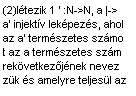 (2)létezik 1 ' :N->N, a |->
a' injektív leképezés, ahol
az a' természetes számo
t az a természetes szám
rekövetkezőjének nevez
zük és amelyre teljesül az